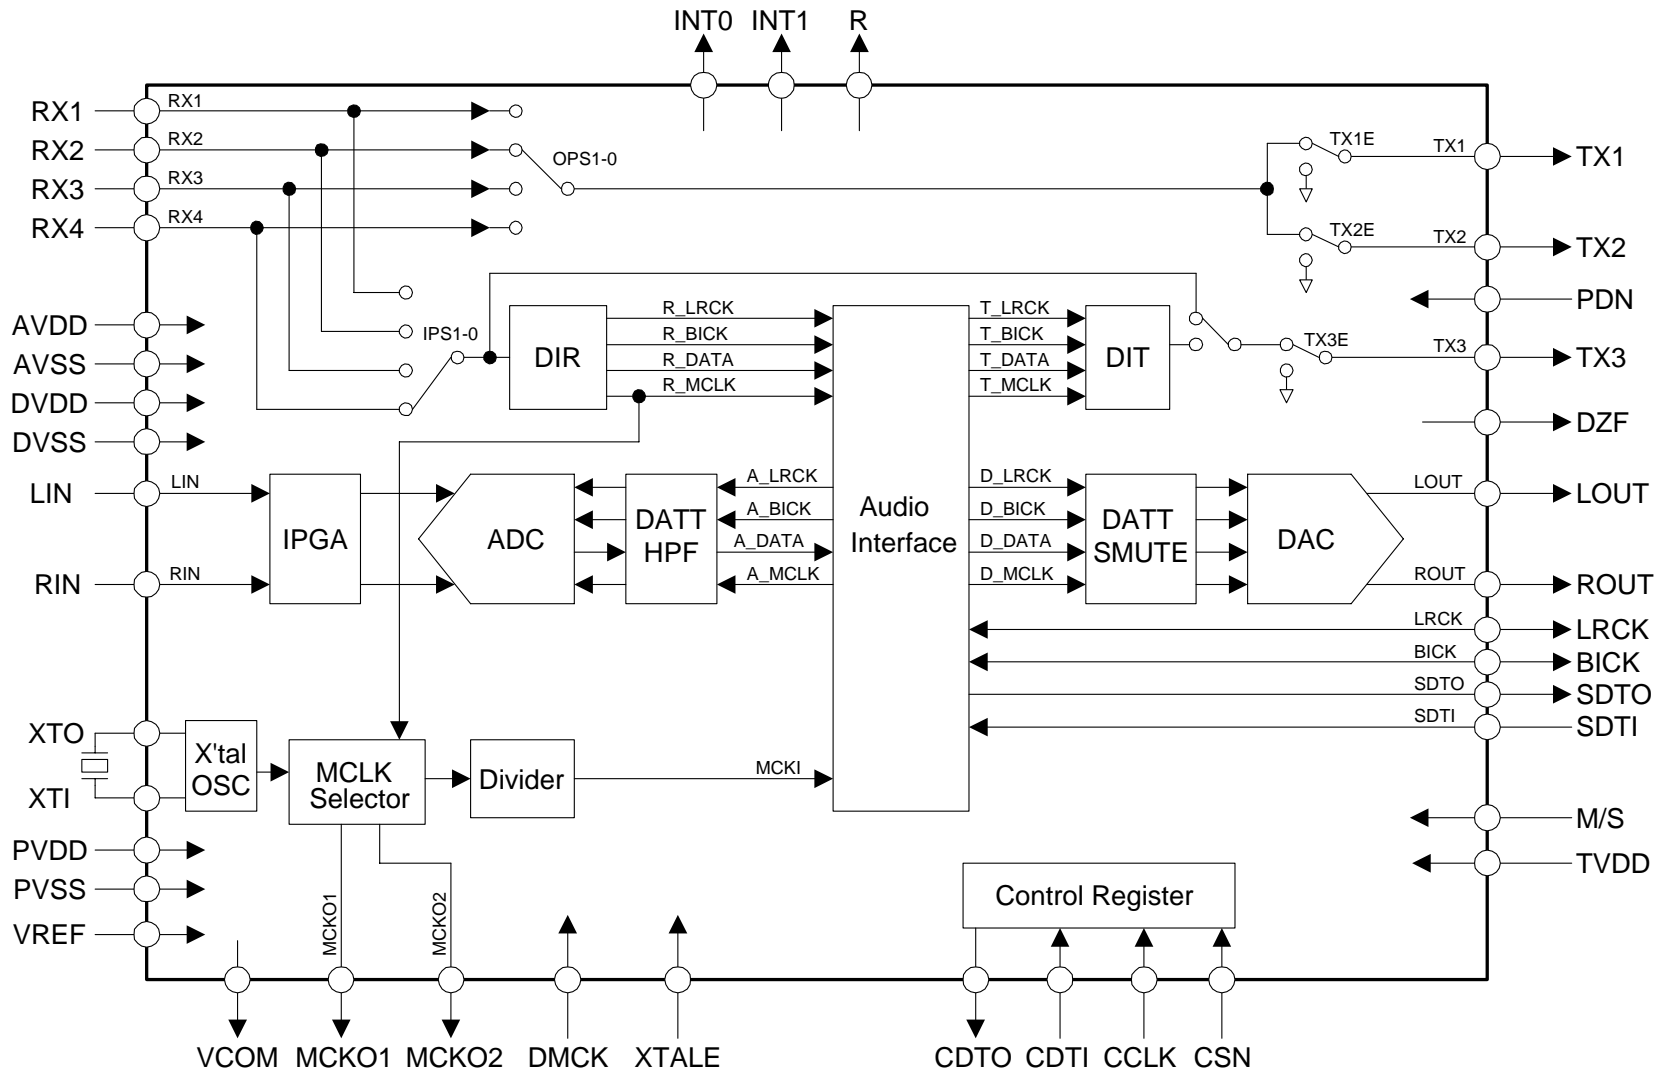 INT0 INT1 R
RX1 RX1
RX2 RX2
RX3 RX3
RX4 RX4
OPS1-0
TX1E TX1 TX1
TX2E TX2 TX2
PDN
AVDD
AVSS
DVDD
DVSS
IPS1-0
DIR
R_LRCK
R_BICK
R_DATA
R_MCLK
T_LRCK
T_BICK
T_DATA
T_MCLK
DIT
TX3E TX3 TX3
DZF
LIN LIN
RIN RIN
IPGA
ADC
DATT
HPF
A_LRCK
A_BICK
A_DATA
A_MCLK
Audio
Interface
D_LRCK
D_BICK
D_DATA
D_MCLK
DATT
SMUTE
DAC
LOUT LOUT
ROUT ROUT
LRCK LRCK
BICK BICK
SDTO SDTO
SDTI SDTI
XTO
XTI
X'tal
OSC
MCLK
Selector
Divider
MCKI
M/S
TVDD
PVDD
PVSS
VREF
MCKO1
MCKO2
Control Register
VCOM MCKO1 MCKO2 DMCK XTALE CDTO CDTI CCLK CSN